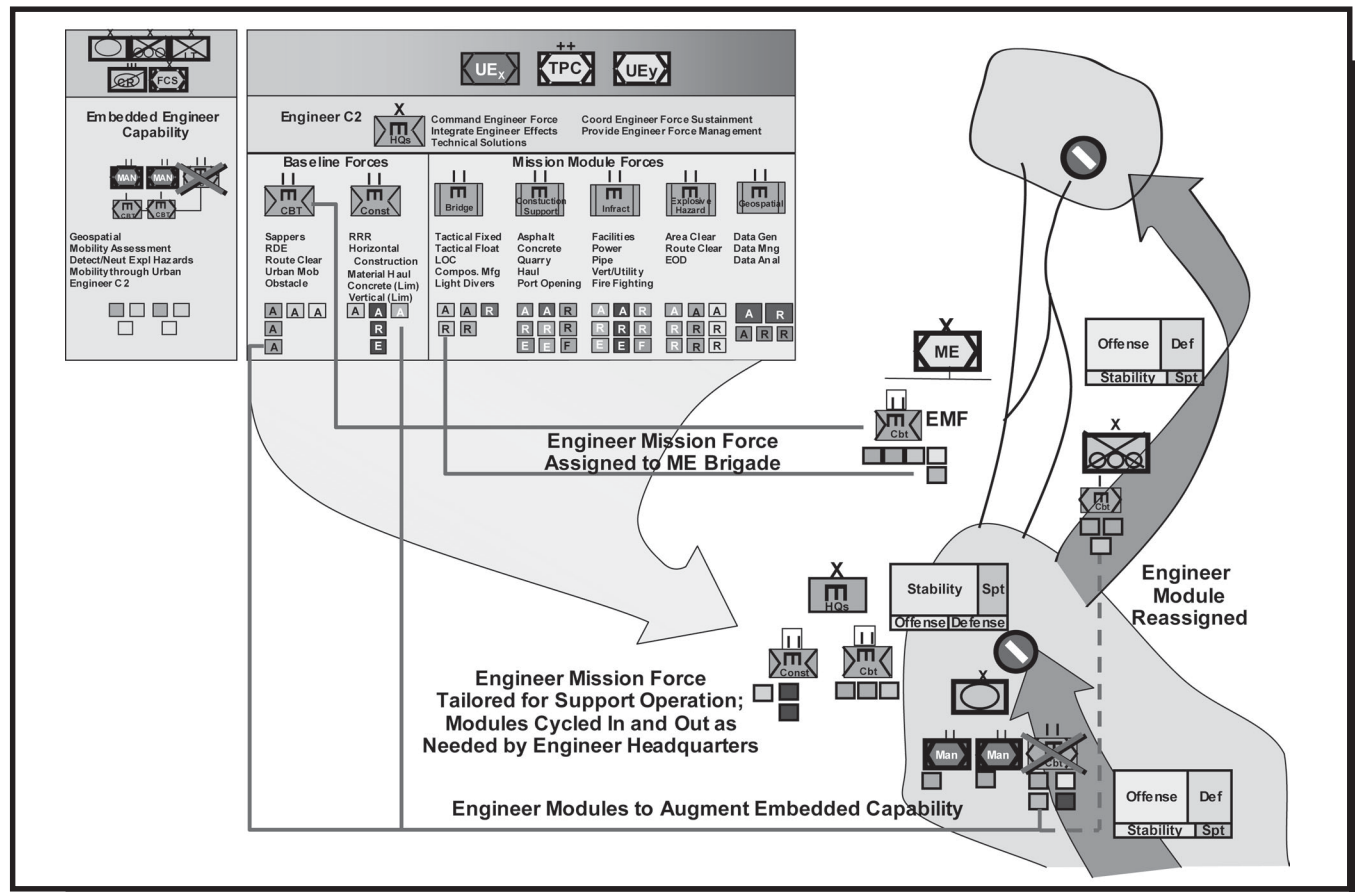 X X X
LT
CR FCS
Embedded Engineer
Capability
MAN MAN
CBT CBT
Geospatial
Mobility Assessment
Detect/Neut Expl Hazards
Mobility through Urban
Engineer C2
UEx
++
TPC
UEy
Engineer C2
X
E
HQs
Command Engineer Force
Integrate Engineer Effects
Technical Solutions
Coord Engineer Force Sustainment
Provide Engineer Force Management
Baseline Forces
CBT
Sappers
RDE
Route Clear
Urban Mob
Obstacle
A A A
A
A
Const
RRR
Horizontal
Construction
Material Haul
Concrete (Lim)
Vertical (Lim)
A A A
R
E
Mission Module Forces
Bridge
Tactical Fixed
Tactical Float
LOC
Compos. Mfg
Light Divers
A A R
R R
Constuction
Support
Asphalt
Concrete
Quarry
Haul
Port Opening
A A R
R R R
E E F
Infract
Facilities
Power
Pipe
Vert/Utility
Fire Fighting
A A R
R R R
E E F
Explosive
Hazard
Area Clear
Route Clear
EOD
A A A
R R R
R R R
Geospatial
Data Gen
Data Mng
Data Anal
A R
A R R
X
ME
Cbt
EMF
Engineer Mission Force
Assigned to ME Brigade
Offense Def
Stability Spt
X
Cbt
Engineer
Module
Reassigned
X
HQs
Stability Spt
Offense Defense
Const
Cbt
Engineer Mission Force
Tailored for Support Operation;
Modules Cycled In and Out as
Needed by Engineer Headquarters
X
Man Man Cbt
Engineer Modules to Augment Embedded Capability
Offense Def
Stability Spt